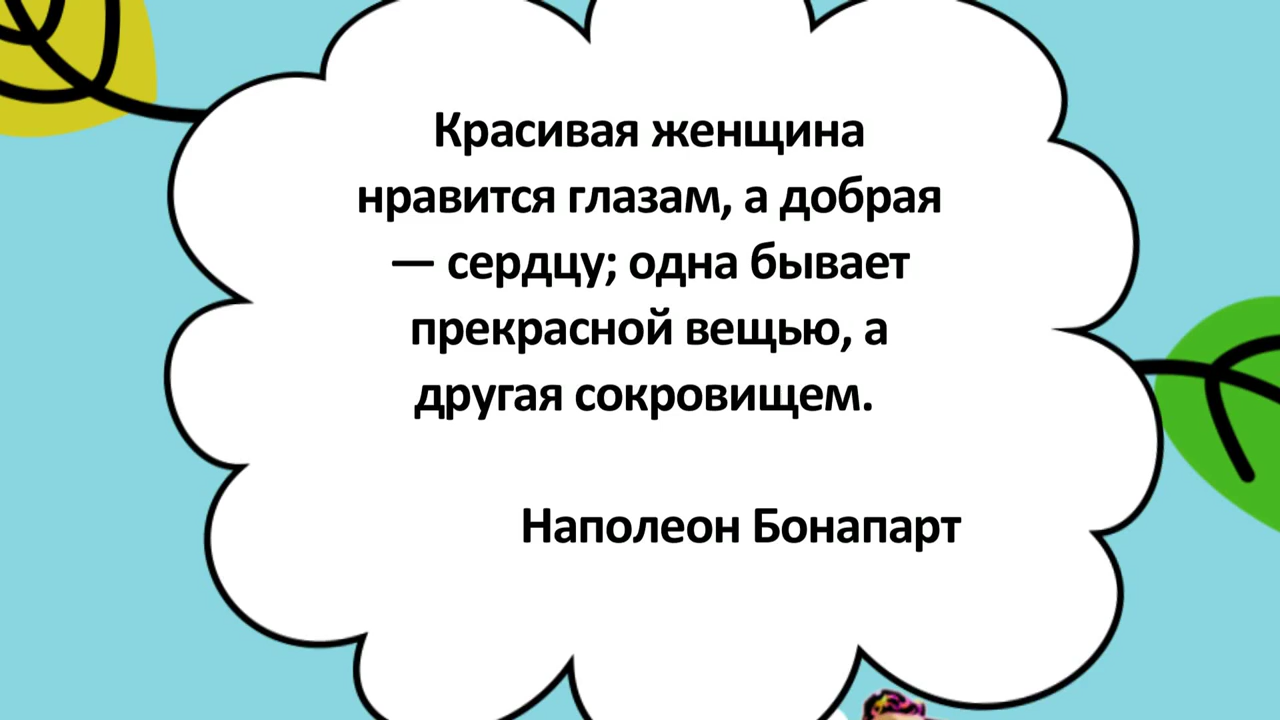 Красивая женщина
нравится глазам, а добрая
— сердцу; одна бывает
прекрасной вещью, а
другая сокровищем.
Наполеон Бонапарт